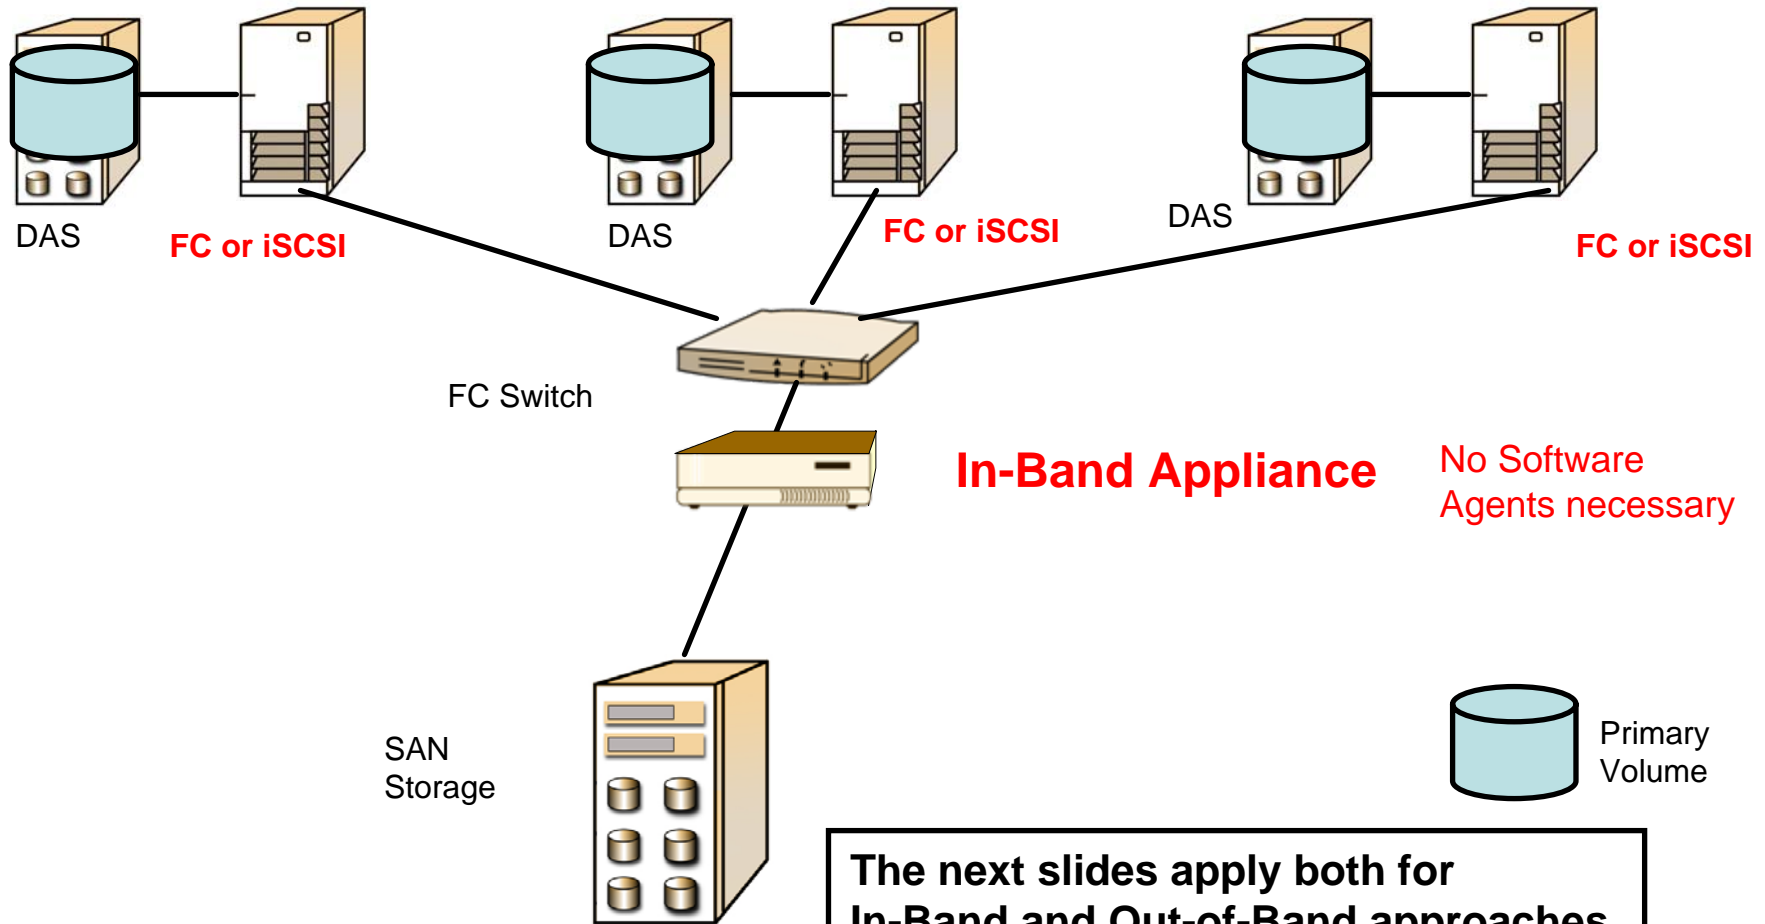 DAS
FC or iSCSI
DAS
FC or iSCSI
DAS
FC or iSCSI
FC Switch
In-Band Appliance
No Software
Agents necessary
SAN
Storage
Primary
Volume
The next slides apply both for
In-Band and Out-of-Band approaches